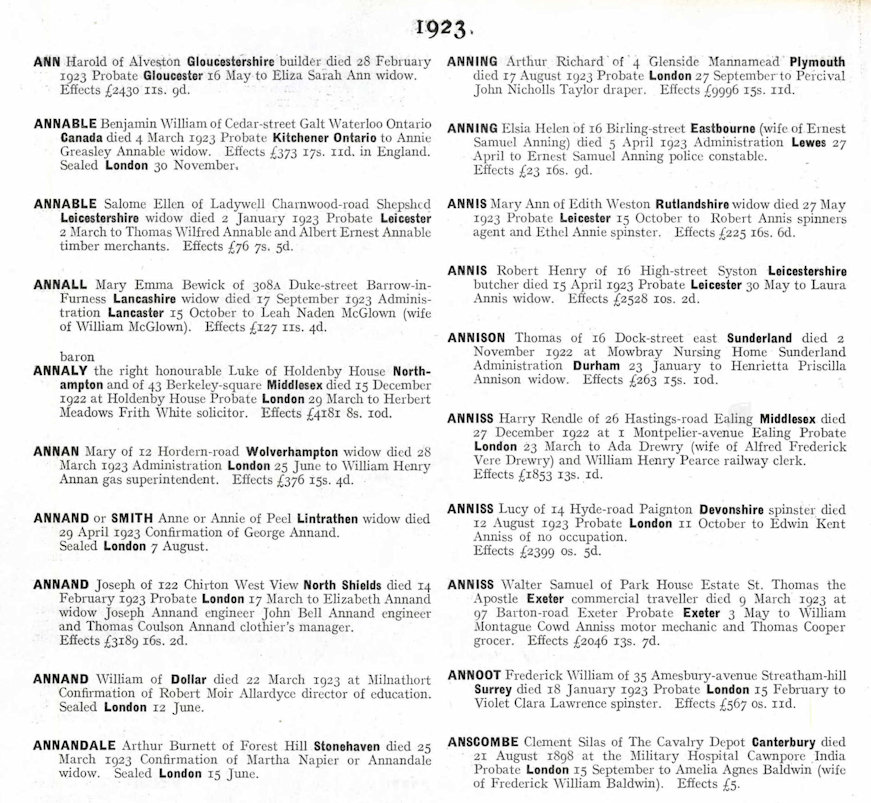 1923.
ANN Harold of Alveston Gloucestershire builder died 28 February
1923 Probate Gloucester 16 May to Eliza Sarah Ann widow.
Effects £2430 11s. 9d.
ANNABLE Benjamin William of Cedar-street Galt Waterloo Ontario
Canada died 4 March 1923 Probate Kitchener Ontario to Annie
Greasley Annable widow. Effects £373 17s. 11d. in England.
Sealed London 30 November.
ANNABLE Salome Ellen of Ladywell Charnwood-road Shepshed
Leicestershire widow died 2 January 1923 Probate Leicester
2 March to Thomas Wilfred Annable and Albert Ernest Annable
timber merchants. Effects £76 7s. 5d.
ANNALL Mary Emma Bewick of 308A Duke-street Barrow-in-
Furness Lancashire widow died 17 September 1923 Adminis-
tration Lancaster 15 October to Leah Naden McGlown (wife
of William McGlown). Effects £127 11s. 4d.
baron
ANNALY the right honourable Luke of Holdenby House North-
ampton and of 43 Berkeley-square Middlesex died 15 December
1922 at Holdenby House Probate London 29 March to Herbert
Meadows Frith White solicitor. Effects £4181 8s. 10d.
ANNAN Mary of 12 Hordern-road Wolverhampton widow died 28
March 1923 Administration London 25 June to William Henry
Annan gas superintendent. Effects £376 15s. 4d.
ANNAND or SMITH Anne or Annie of Peel Lintrathen widow died
29 April 1923 Confirmation of George Annand.
Sealed London 7 August.
ANNAND Joseph of 122 Chirton West View North Shields died 14
February 1923 Probate London 17 March to Elizabeth Annand
widow Joseph Annand engineer John Bell Annand engineer
and Thomas Coulson Annand clothier's manager.
Effects £3189 16s. 2d.
ANNAND William of Dollar died 22 March 1923 at Milnathort
Confirmation of Robert Moir Allardyce director of education.
Sealed London 12 June.
ANNANDALE Arthur Burnett of Forest Hill Stonehaven died 25
March 1923 Confirmation of Martha Napier or Annandale
widow. Sealed London 15 June.
ANNING Arthur Richard of 4 Glenside Mannamead Plymouth
died 17 August 1923 Probate London 27 September to Percival
John Nicholls Taylor draper. Effects £9996 15s. 11d.
ANNING Elsia Helen of 16 Birling-street Eastbourne (wife of Ernest
Samuel Anning) died 5 April 1923 Administration Lewes 27
April to Ernest Samuel Anning police constable.
Effects £23 16s. 9d.
ANNIS Mary Ann of Edith Weston Rutlandshire widow died 27 May
1923 Probate Leicester 15 October to Robert Annis spinners
agent and Ethel Annie spinster. Effects £225 16s. 6d.
ANNIS Robert Henry of 16 High-street Syston Leicestershire
butcher died 15 April 1923 Probate Leicester 30 May to Laura
Annis widow. Effects £2528 10s. 2d.
ANNISON Thomas of 16 Dock-street east Sunderland died 2
November 1922 at Mowbray Nursing Home Sunderland
Administration Durham 23 January to Henrietta Priscilla
Annison widow. Effects £263 15s. 10d.
ANNISS Harry Rendle of 26 Hastings-road Ealing Middlesex died
27 December 1922 at 1 Montpelier-avenue Ealing Probate
London 23 March to Ada Drewry (wife of Alfred Frederick
Vere Drewry) and William Henry Pearce railway clerk.
Effects £1853 13s. 1d.
ANNISS Lucy of 14 Hyde-road Paignton Devonshire spinster died
12 August 1923 Probate London 11 October to Edwin Kent
Anniss of no occupation.
Effects £2399 0s. 5d.
ANNISS Walter Samuel of Park House Estate St. Thomas the
Apostle Exeter commercial traveller died 9 March 1923 at
97 Barton-road Exeter Probate Exeter 3 May to William
Montague Cowd Anniss motor mechanic and Thomas Cooper
grocer. Effects £2046 13s. 7d.
ANNOOT Frederick William of 35 Amesbury-avenue Streatham-hill
Surrey died 18 January 1923 Probate London 15 February to
Violet Clara Lawrence spinster. Effects £567 0s. 11d.
ANSCOMBE Clement Silas of The Cavalry Depot Canterbury died
21 August 1898 at the Military Hospital Cawnpore India
Probate London 15 September to Amelia Agnes Baldwin (wife
of Frederick William Baldwin). Effects £5.